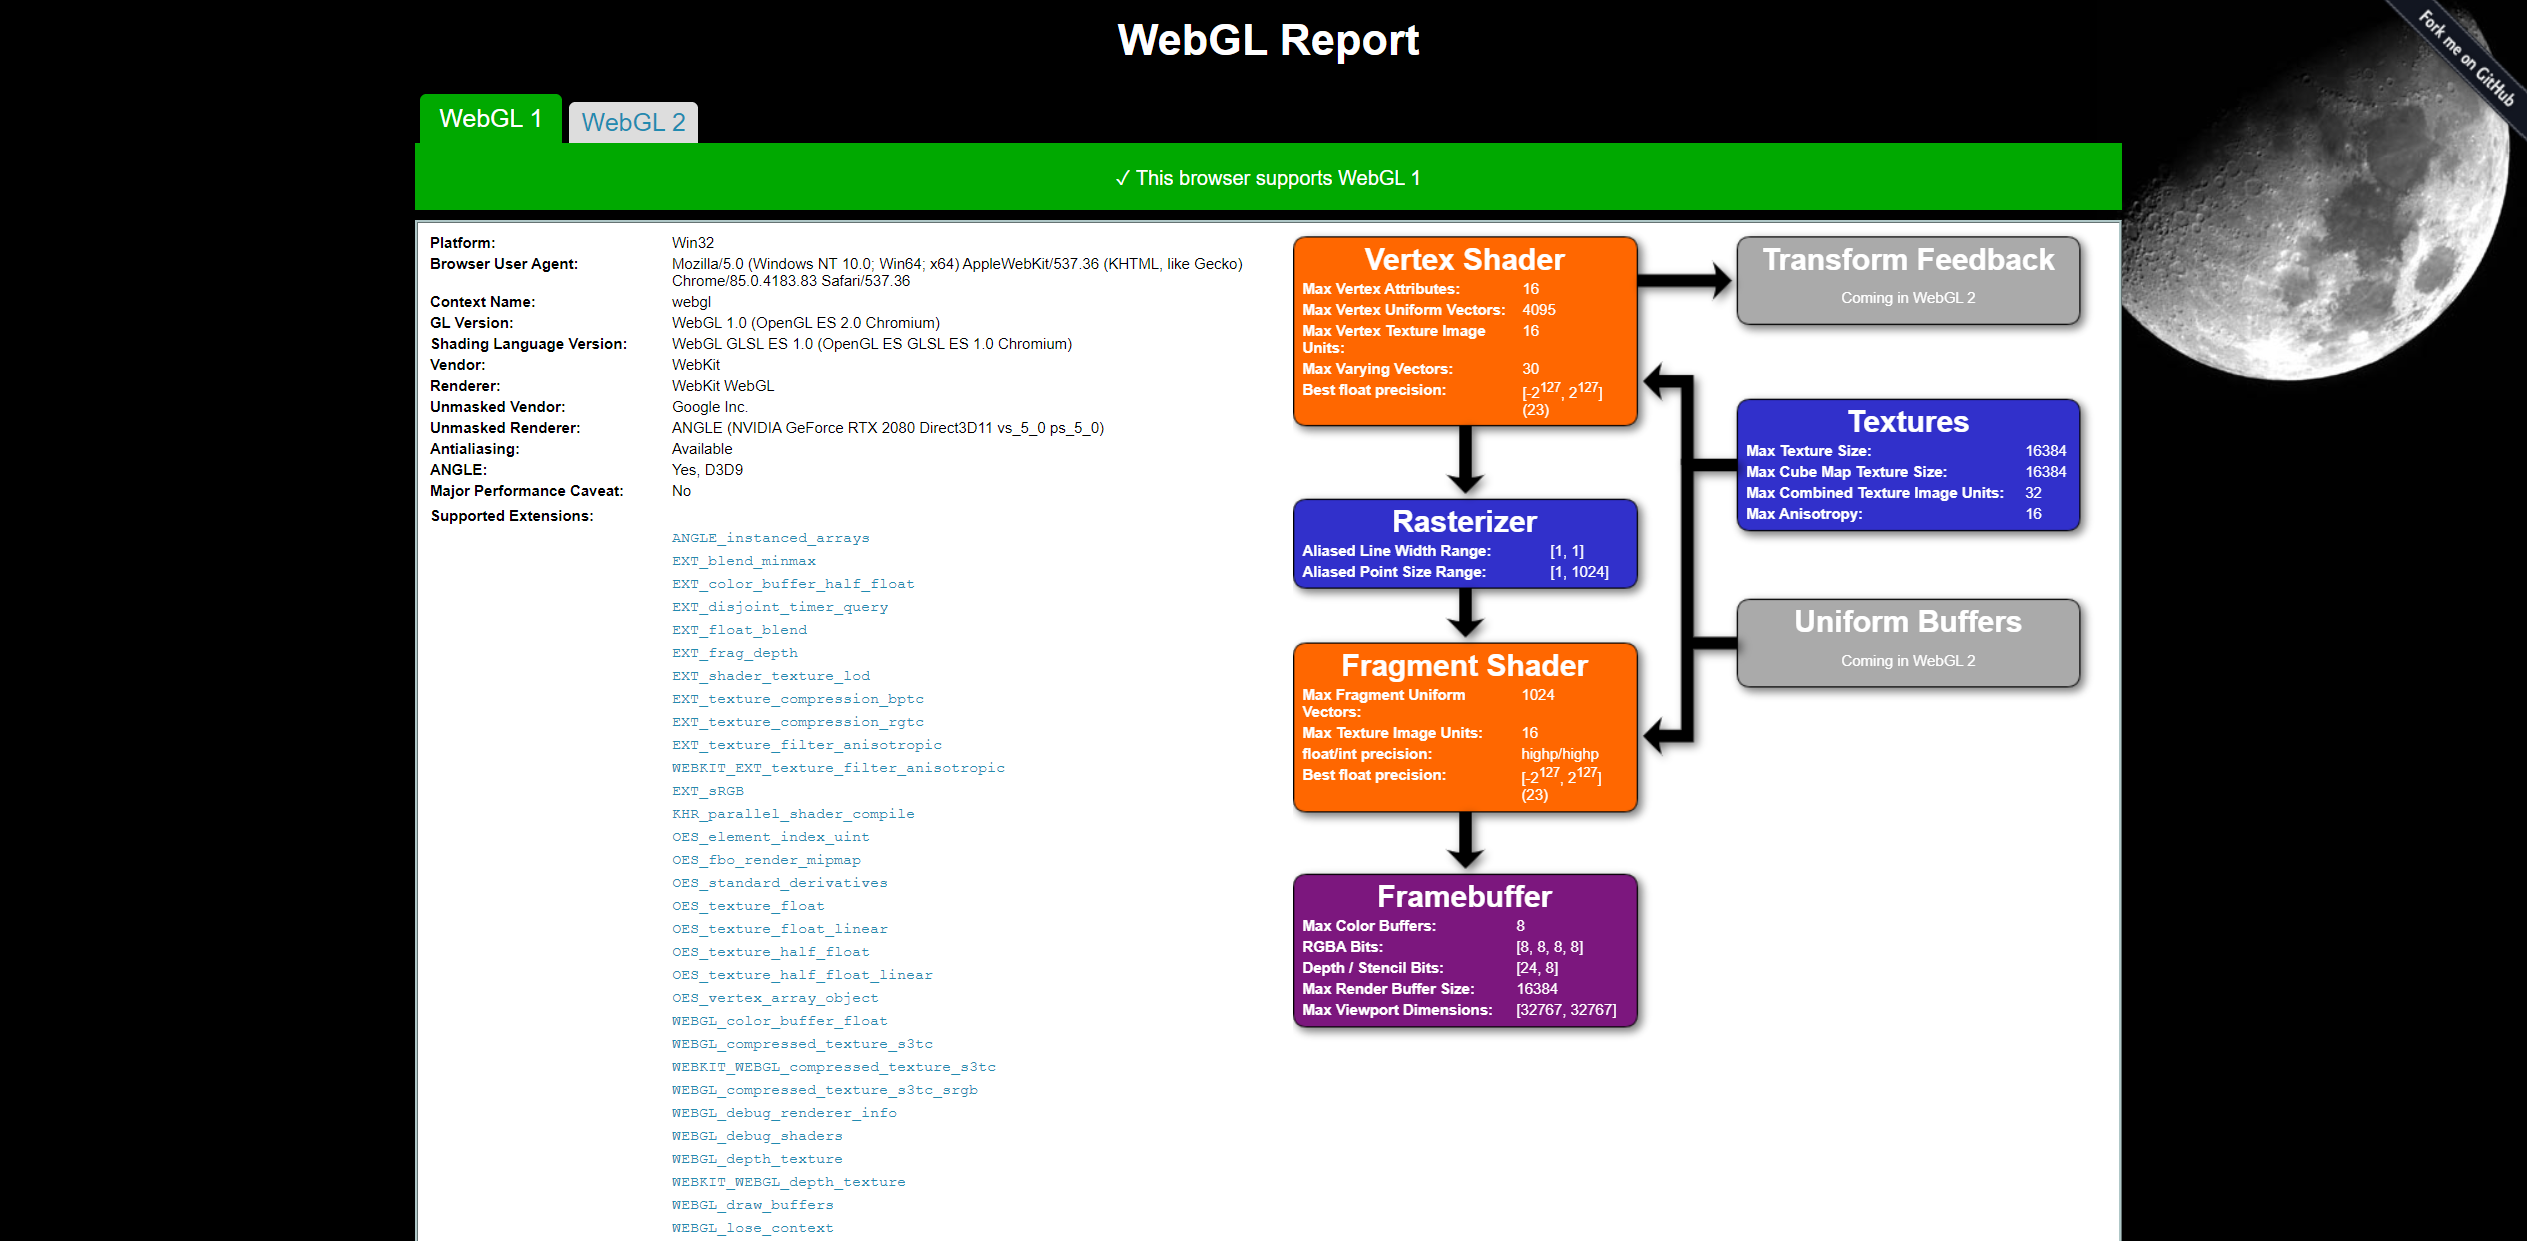 WebGL Report
Fork me on GitHub
WebGL 1
WebGL 2
✓ This browser supports WebGL 1
Platform: Win32
Browser User Agent: Mozilla/5.0 (Windows NT 10.0; Win64; x64) AppleWebKit/537.36 (KHTML, like Gecko)
Chrome/85.0.4183.83 Safari/537.36
Context Name: webgl
GL Version: WebGL 1.0 (OpenGL ES 2.0 Chromium)
Shading Language Version: WebGL GLSL ES 1.0 (OpenGL ES GLSL ES 1.0 Chromium)
Vendor: WebKit
Renderer: WebKit WebGL
Unmasked Vendor: Google Inc.
Unmasked Renderer: ANGLE (NVIDIA GeForce RTX 2080 Direct3D11 vs_5_0 ps_5_0)
Antialiasing: Available
ANGLE: Yes, D3D9
Major Performance Caveat: No
Supported Extensions:
ANGLE_instanced_arrays
EXT_blend_minmax
EXT_color_buffer_half_float
EXT_disjoint_timer_query
EXT_float_blend
EXT_frag_depth
EXT_shader_texture_lod
EXT_texture_compression_bptc
EXT_texture_compression_rgtc
EXT_texture_filter_anisotropic
WEBKIT_EXT_texture_filter_anisotropic
EXT_sRGB
KHR_parallel_shader_compile
OES_element_index_uint
OES_fbo_render_mipmap
OES_standard_derivatives
OES_texture_float
OES_texture_float_linear
OES_texture_half_float
OES_texture_half_float_linear
OES_vertex_array_object
WEBGL_color_buffer_float
WEBGL_compressed_texture_s3tc
WEBKIT_WEBGL_compressed_texture_s3tc
WEBGL_compressed_texture_s3tc_srgb
WEBGL_debug_renderer_info
WEBGL_debug_shaders
WEBGL_depth_texture
WEBKIT_WEBGL_depth_texture
WEBGL_draw_buffers
WEBGL_lose_context
Vertex Shader
Max Vertex Attributes: 16
Max Vertex Uniform Vectors: 4095
Max Vertex Texture Image 16
Units:
Max Varying Vectors: 30
Best float precision: [-2^127, 2^127]
(23)
Transform Feedback
Coming in WebGL 2
Textures
Max Texture Size: 16384
Max Cube Map Texture Size: 16384
Max Combined Texture Image Units: 32
Max Anisotropy: 16
Rasterizer
Aliased Line Width Range: [1, 1]
Aliased Point Size Range: [1, 1024]
Uniform Buffers
Coming in WebGL 2
Fragment Shader
Max Fragment Uniform 1024
Vectors:
Max Texture Image Units: 16
float/int precision: highp/highp
Best float precision: [-2^127, 2^127]
(23)
Framebuffer
Max Color Buffers: 8
RGBA Bits: [8, 8, 8, 8]
Depth / Stencil Bits: [24, 8]
Max Render Buffer Size: 16384
Max Viewport Dimensions: [32767, 32767]